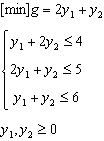 [min]g = 2y₁ + y₂
y₁ + 2y₂ ≤ 4
2y₁ + y₂ ≤ 5
y₁ + y₂ ≤ 6
y₁, y₂ ≥ 0